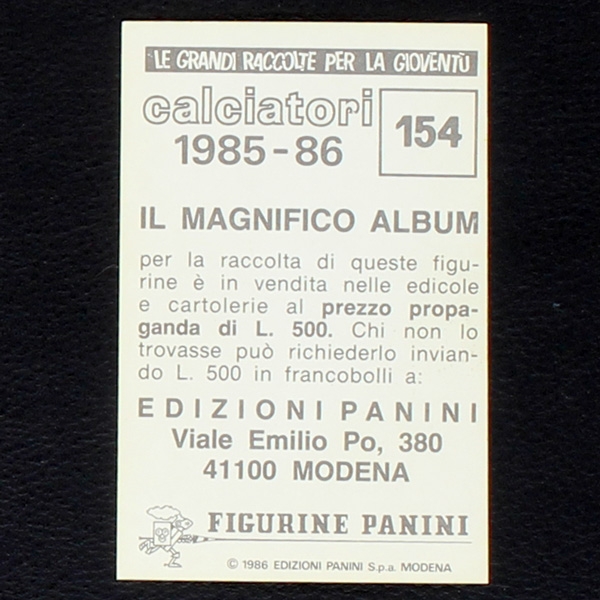 LE GRANDI RACCOLTE PER LA GIOVENTÙ
calciatori
1985-86
154
IL MAGNIFICO ALBUM
per la raccolta di queste figu-
rine è in vendita nelle edicole
e cartolerie al prezzo propa-
ganda di L. 500. Chi non lo
trovasse può richiederlo invian-
do L. 500 in francobolli a:
EDIZIONI PANINI
Viale Emilio Po, 380
41100 MODENA
FIGURINE PANINI
© 1986 EDIZIONI PANINI S.p.a. MODENA